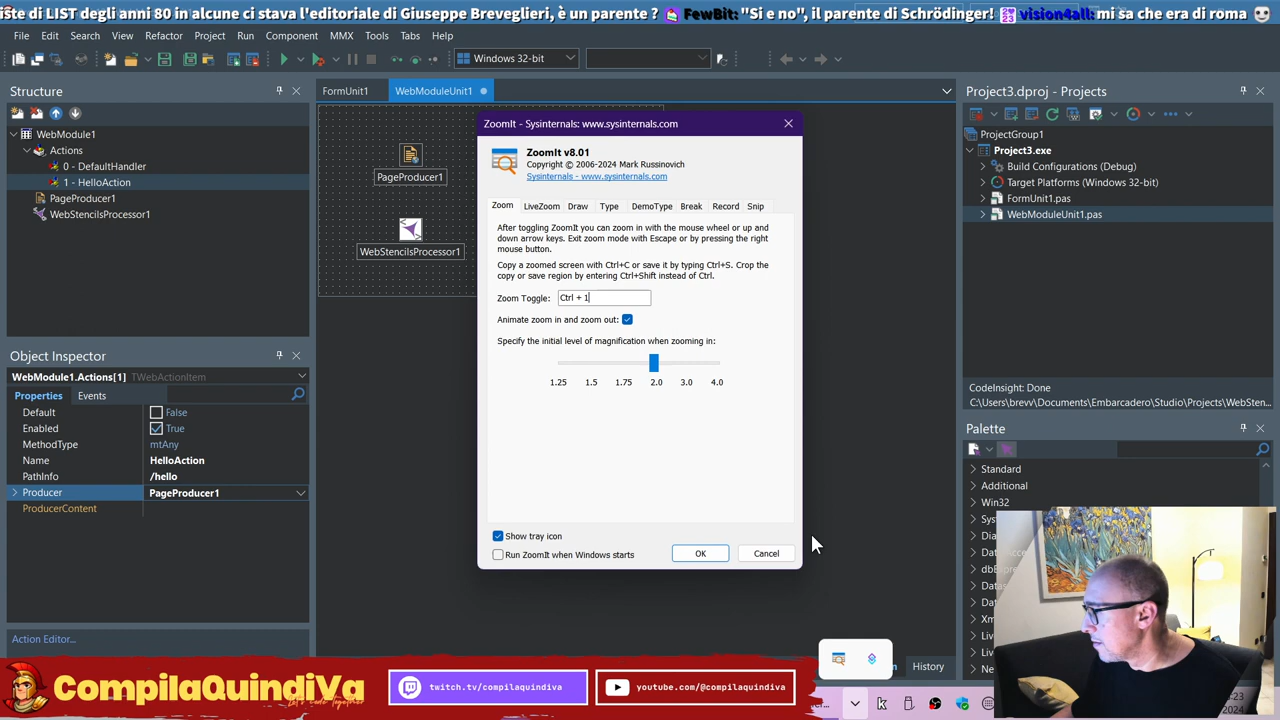 di LIST degli anni 80 in alcune ci stava l'editoriale di Giuseppe Breveglieri, è un parente ? FewBit: "Si e no", il parente di Schrödinger! vision4all: mi sa che era di roma
File Edit Search View Refactor Project Run Component MMX Tools Tabs Help
Windows 32-bit
Structure
WebModule1
Actions
0 - DefaultHandler
1 - HelloAction
PageProducer1
WebStencilsProcessor1
Object Inspector
WebModule1.Actions[1] TWebActionItem
Properties Events
Default False
Enabled True
MethodType mtAny
Name HelloAction
PathInfo /hello
Producer PageProducer1
ProducerContent
Action Editor...
FormUnit1 WebModuleUnit1
PageProducer1
WebStencilsProcessor1
ZoomIt - Sysinternals: www.sysinternals.com
ZoomIt v8.01
Copyright © 2006-2024 Mark Russinovich
Sysinternals - www.sysinternals.com
Zoom LiveZoom Draw Type DemoType Break Record Snip
After toggling ZoomIt you can zoom in with the mouse wheel or up and
down arrow keys. Exit zoom mode with Escape or by pressing the right
mouse button.
Copy a zoomed screen with Ctrl+C or save it by typing Ctrl+S. Crop the
copy or save region by entering Ctrl+Shift instead of Ctrl.
Zoom Toggle: Ctrl + 1
Animate zoom in and zoom out:
Specify the initial level of magnification when zooming in:
1.25 1.5 1.75 2.0 3.0 4.0
Show tray icon
Run ZoomIt when Windows starts
OK Cancel
History
Project3.dproj - Projects
ProjectGroup1
Project3.exe
Build Configurations (Debug)
Target Platforms (Windows 32-bit)
FormUnit1.pas
WebModuleUnit1.pas
CodeInsight: Done
C:\Users\brevv\Documents\Embarcadero\Studio\Projects\WebSten...
Palette
Standard
Additional
Win32
CompilaQuindiVa
Let's code together
twitch.tv/compilaquindiva
youtube.com/@compilaquindiva